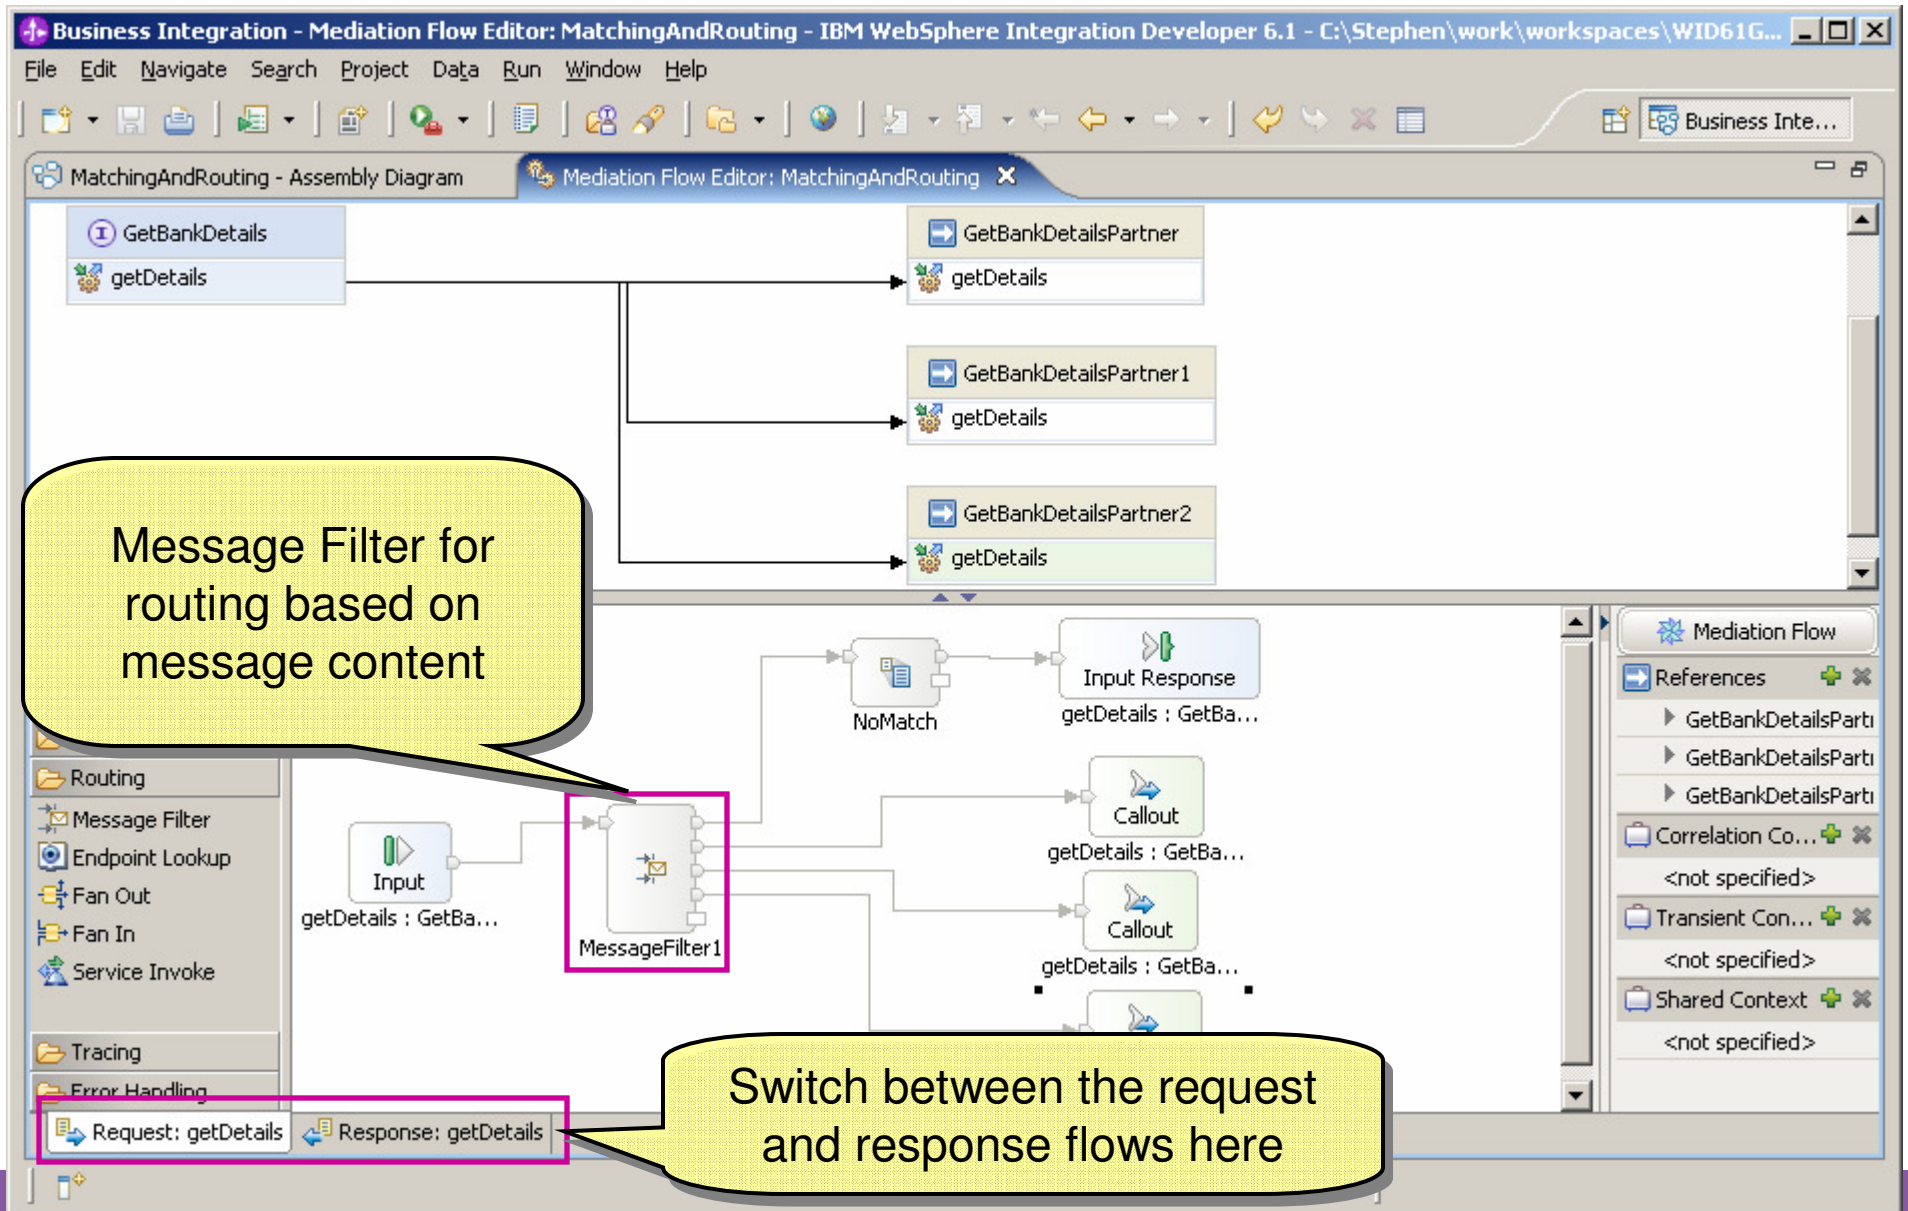 Business Integration - Mediation Flow Editor: MatchingAndRouting - IBM WebSphere Integration Developer 6.1 - C:\Stephen\work\workspaces\WID61G...
File Edit Navigate Search Project Data Run Window Help
Business Inte...
MatchingAndRouting - Assembly Diagram
Mediation Flow Editor: MatchingAndRouting
GetBankDetails
getDetails
GetBankDetailsPartner
getDetails
GetBankDetailsPartner1
getDetails
GetBankDetailsPartner2
getDetails
Message Filter for
routing based on
message content
Routing
Message Filter
Endpoint Lookup
Fan Out
Fan In
Service Invoke
Tracing
Error Handling
Input
getDetails : GetBa...
MessageFilter1
NoMatch
Input Response
getDetails : GetBa...
Callout
getDetails : GetBa...
Callout
getDetails : GetBa...
Mediation Flow
References
GetBankDetailsPart
GetBankDetailsPart
GetBankDetailsPart
Correlation Co...
<not specified>
Transient Con...
<not specified>
Shared Context
<not specified>
Request: getDetails
Response: getDetails
Switch between the request
and response flows here